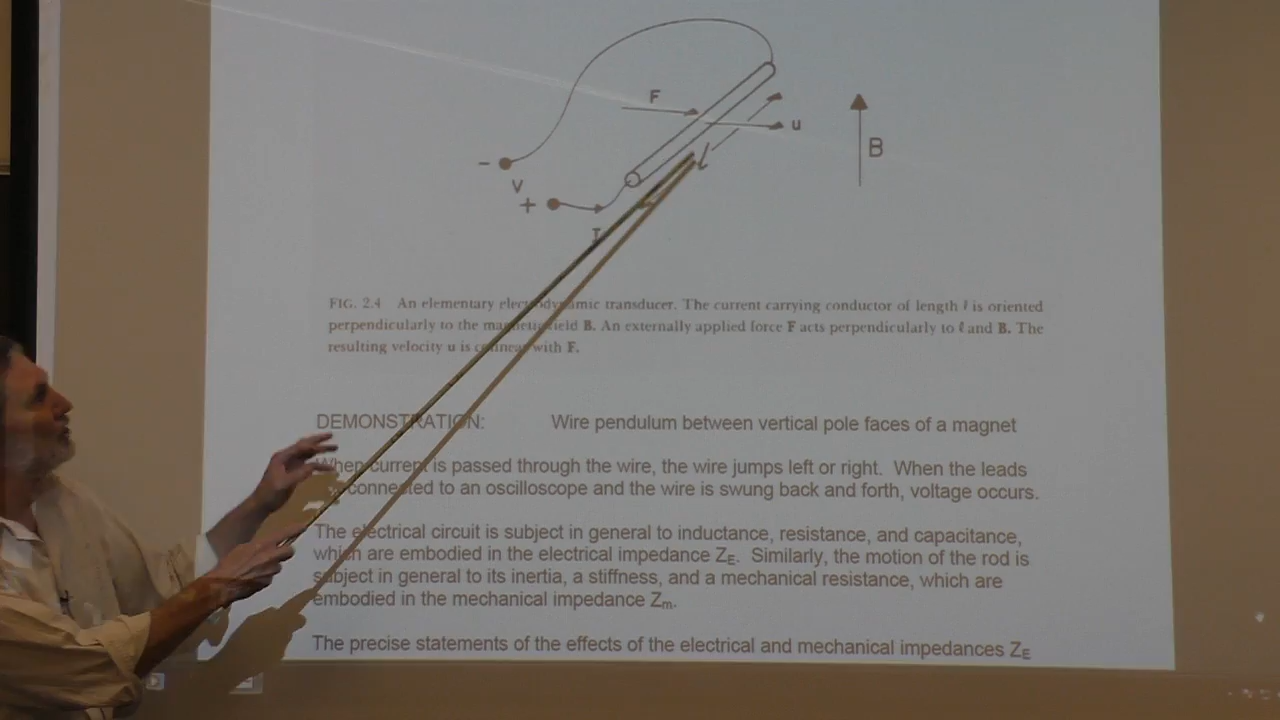 F
u
B
l
-
V
+
I
FIG. 2.4 An elementary electrodynamic transducer. The current carrying conductor of length l is oriented
perpendicularly to the magnetic field B. An externally applied force F acts perpendicularly to l and B. The
resulting velocity u is colinear with F.
DEMONSTRATION: Wire pendulum between vertical pole faces of a magnet
When current is passed through the wire, the wire jumps left or right. When the leads
connected to an oscilloscope and the wire is swung back and forth, voltage occurs.
The electrical circuit is subject in general to inductance, resistance, and capacitance,
which are embodied in the electrical impedance ZE. Similarly, the motion of the rod is
subject in general to its inertia, a stiffness, and a mechanical resistance, which are
embodied in the mechanical impedance Zm.
The precise statements of the effects of the electrical and mechanical impedances ZE